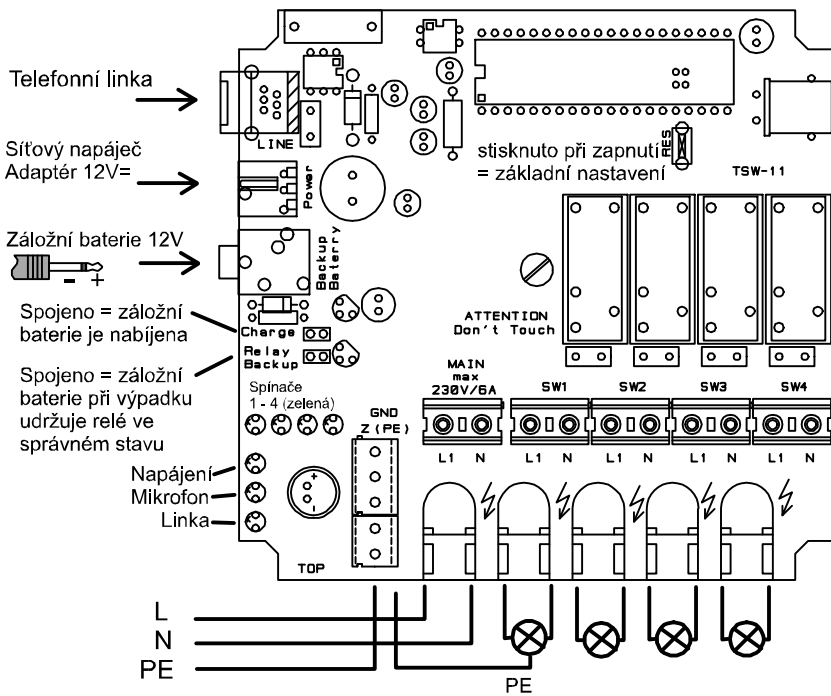 Telefonní linka
LINE
Síťový napáječ
Adaptér 12V=
Power
Záložní baterie 12V
- +
Backup
Baterry
Spojeno = záložní
baterie je nabíjena
Charge
Relay
Backup
Spojeno = záložní
baterie při výpadku
udržuje relé ve
správném stavu
Spínače
1 - 4 (zelená)
Napájení
Mikrofon
Linka
+
-
TOP
GND
Z (PE)
stisknuto při zapnutí
= základní nastavení
RES
TSW-11
ATTENTION
Don't Touch
MAIN
max
230V/6A
SW1 SW2 SW3 SW4
L1 N L1 N L1 N L1 N L1 N
L
N
PE
PE